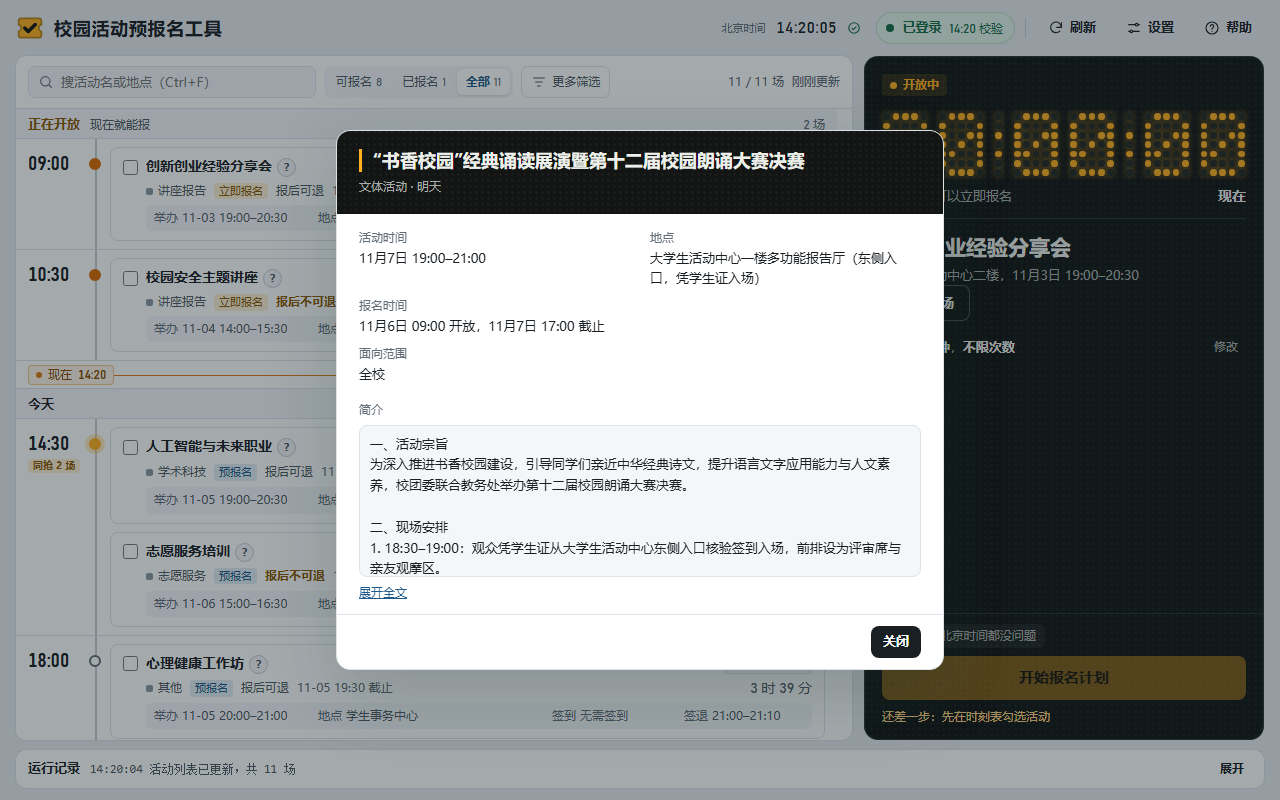 校园活动预报名工具
北京时间 14:20:05 已登录 14:20 校验 刷新 设置 帮助
搜活动名或地点（Ctrl+F） 可报名 8 已报名 1 全部 11 更多筛选 11 / 11 场 刚刚更新
正在开放 现在就能报 2 场
开放中
09:00 创新创业经验分享会 ?
讲座报告 立即报名 报后可退
举办 11-03 19:00–20:30
10:30 校园安全主题讲座 ?
讲座报告 立即报名 报后不可退
举办 11-04 14:00–15:30
现在 14:20
今天
14:30 人工智能与未来职业 ?
同抢 2 场
学术科技 预报名 报后可退 11
举办 11-05 19:00–20:30
志愿服务培训 ?
志愿服务 预报名 报后不可退
举办 11-06 15:00–16:30
18:00 心理健康工作坊 ?
其他 预报名 报后可退 11-05 19:30 截止 3 时 39 分
举办 11-05 20:00–21:00 地点 学生事务中心 签到 无需签到 签退 21:00–21:10
“书香校园”经典诵读展演暨第十二届校园朗诵大赛决赛
文体活动 · 明天
活动时间
11月7日 19:00–21:00
地点
大学生活动中心一楼多功能报告厅（东侧入
口，凭学生证入场）
报名时间
11月6日 09:00 开放，11月7日 17:00 截止
面向范围
全校
简介
一、活动宗旨
为深入推进书香校园建设，引导同学们亲近中华经典诗文，提升语言文字应用能力与人文素
养，校团委联合教务处举办第十二届校园朗诵大赛决赛。
二、现场安排
1. 18:30–19:00：观众凭学生证从大学生活动中心东侧入口核验签到入场，前排设为评审席与
亲友观摩区。
展开全文
关闭
0:00:00
以立即报名 现在
业经验分享会
中心二楼，11月3日 19:00–20:30
场
不限次数 修改
北京时间都没问题
开始报名计划
还差一步：先在时刻表勾选活动
运行记录 14:20:04 活动列表已更新，共 11 场 展开